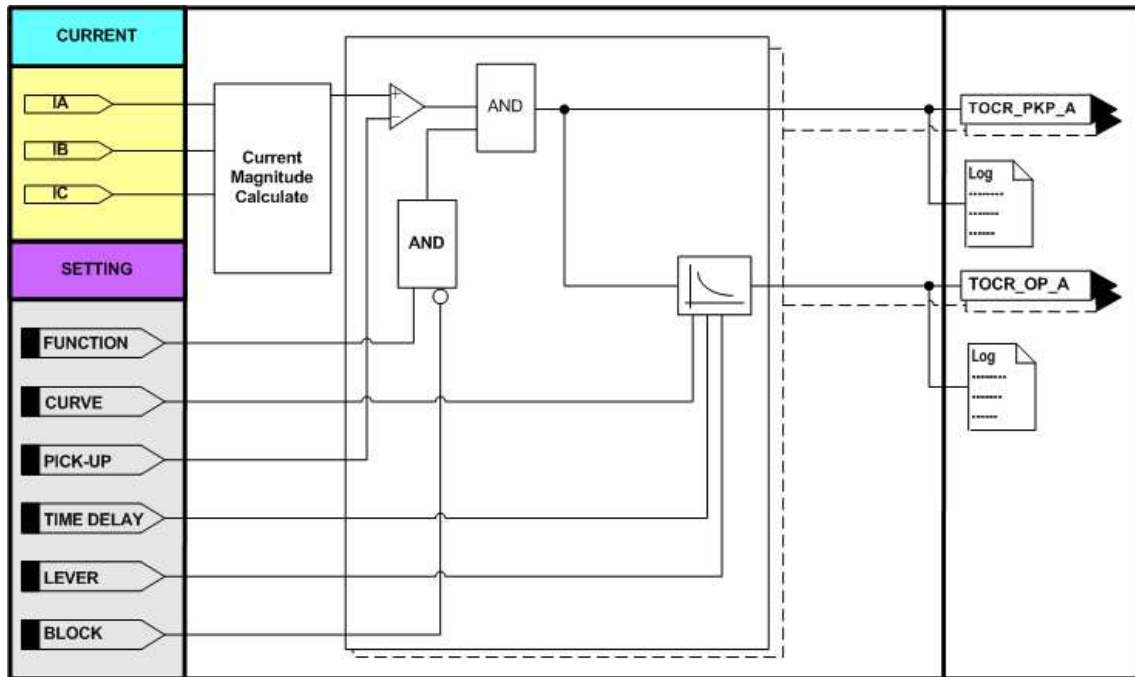 CURRENT
IA
IB
IC
Current
Magnitude
Calculate
+
−
AND
AND
TOCR_PKP_A
Log
SETTING
TOCR_OP_A
Log
FUNCTION
CURVE
PICK-UP
TIME DELAY
LEVER
BLOCK